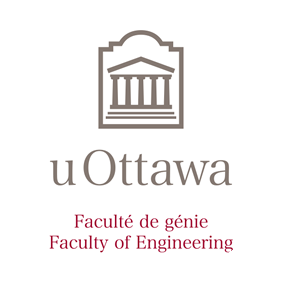 uOttawa
Faculté de génie
Faculty of Engineering